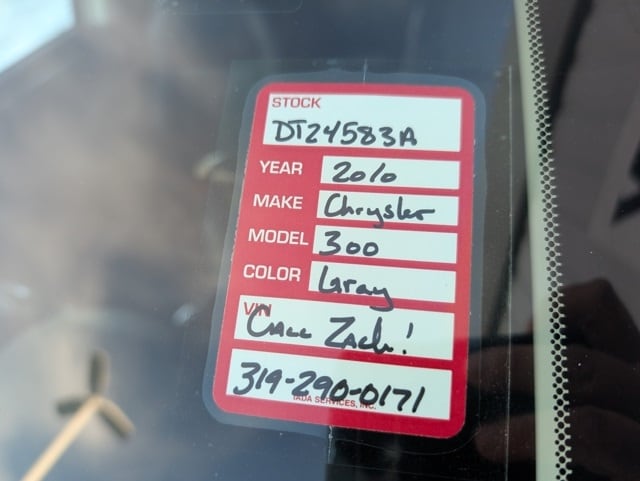 STOCK
DT24583A
YEAR 2010
MAKE Chrysler
MODEL 300
COLOR Gray
VIN
CALL Zach!
319-290-0171
IADA SERVICES, INC.